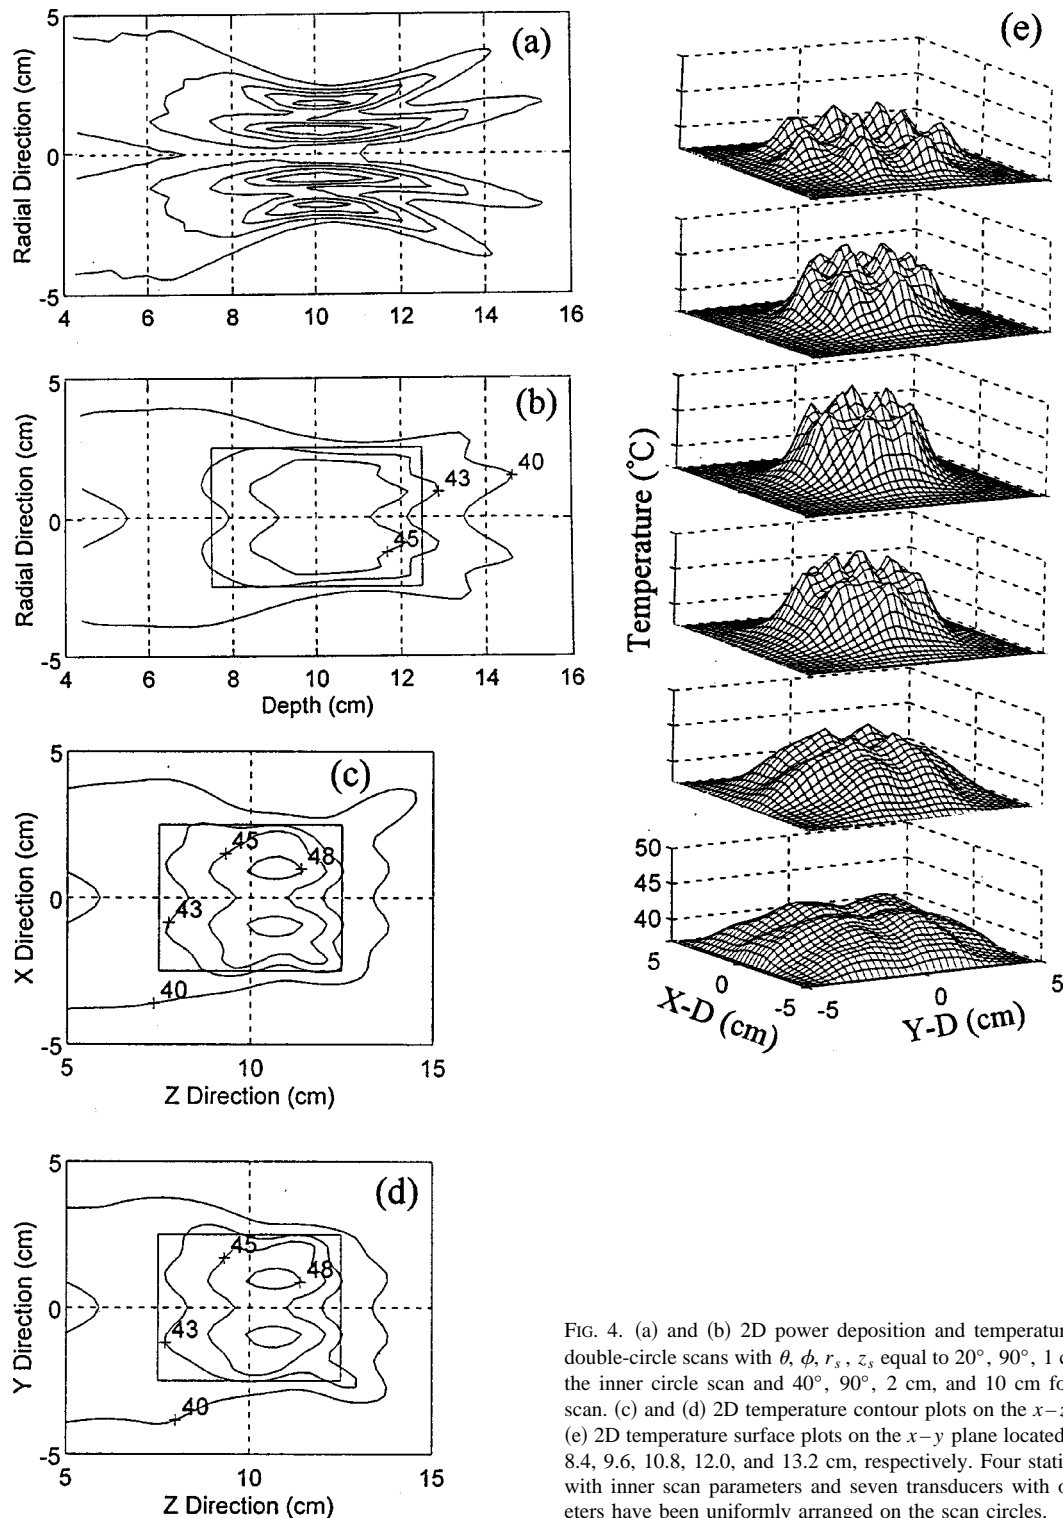 (a)
5
0
-5
Radial Direction (cm)
4 6 8 10 12 14 16
(b)
5
0
-5
Radial Direction (cm)
40
43
45
4 6 8 10 12 14 16
Depth (cm)
(c)
5
0
-5
X Direction (cm)
45
48
43
40
5 10 15
Z Direction (cm)
(d)
5
0
-5
Y Direction (cm)
45
48
43
40
5 10 15
Z Direction (cm)
(e)
Temperature (°C)
50
45
40
5 0 -5
X-D (cm)
-5 0 5
Y-D (cm)
FIG. 4. (a) and (b) 2D power deposition and temperatur
double-circle scans with θ, ϕ, r_s, z_s equal to 20°, 90°, 1 c
the inner circle scan and 40°, 90°, 2 cm, and 10 cm fo
scan. (c) and (d) 2D temperature contour plots on the x–z
(e) 2D temperature surface plots on the x–y plane located
8.4, 9.6, 10.8, 12.0, and 13.2 cm, respectively. Four stati
with inner scan parameters and seven transducers with o
eters have been uniformly arranged on the scan circles.